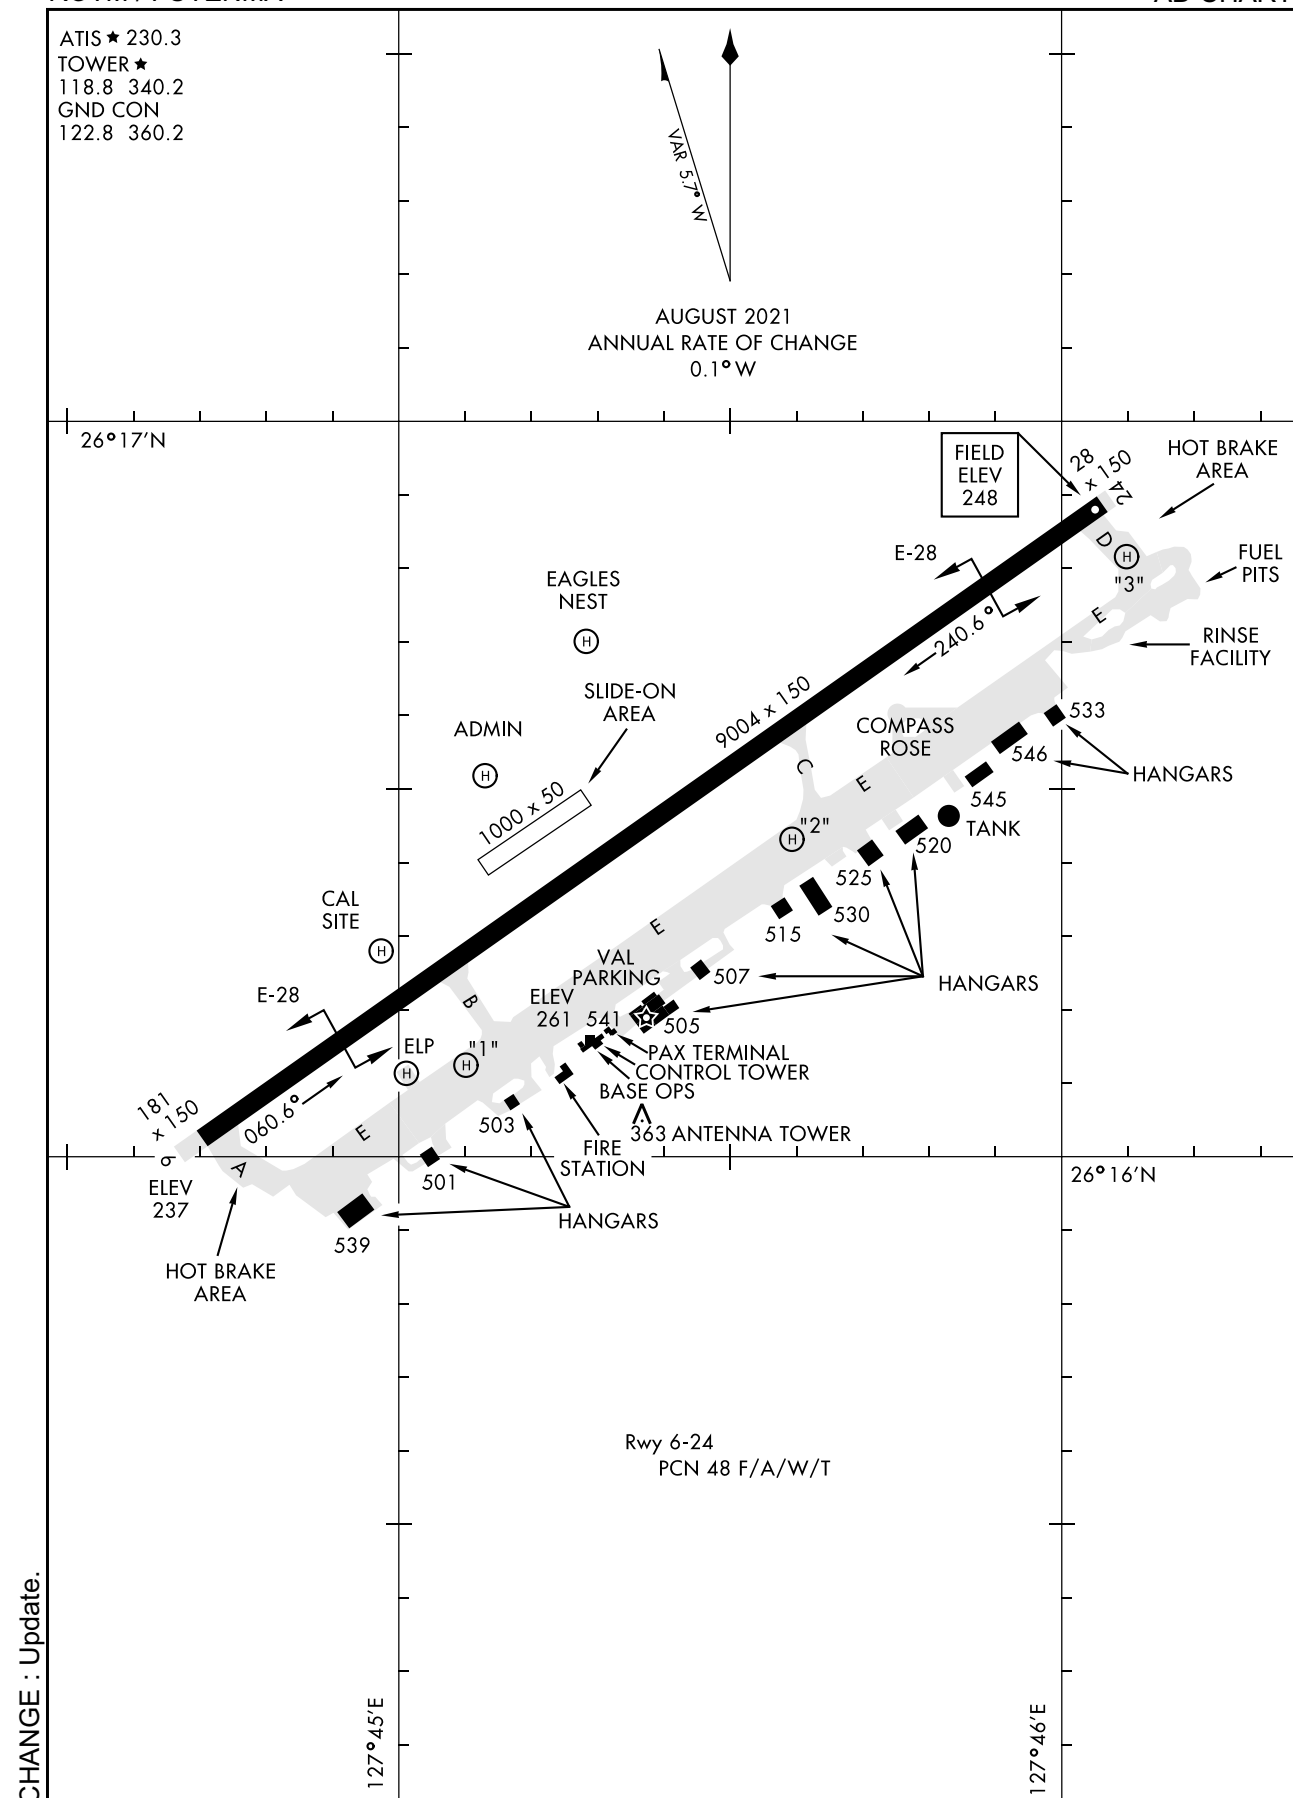 ATIS ★ 230.3
TOWER ★
118.8 340.2
GND CON
122.8 360.2
AD CHART
VAR 5.7° W
AUGUST 2021
ANNUAL RATE OF CHANGE
0.1° W
26°17'N
FIELD
ELEV
248
28
x 150
24
HOT BRAKE
AREA
D
H
"3"
FUEL
PITS
E-28
EAGLES
NEST
H
E
RINSE
FACILITY
240.6°
SLIDE-ON
AREA
9004 x 150
ADMIN
H
COMPASS
ROSE
533
546
HANGARS
C
E
545
1000 x 50
TANK
H
"2"
520
525
530
515
CAL
SITE
H
E
VAL
PARKING
507
HANGARS
E-28
B
ELEV
261
541
505
ELP
H
"1"
H
PAX TERMINAL
CONTROL TOWER
BASE OPS
181
x 150
060.6°
E
503
363 ANTENNA TOWER
FIRE
STATION
6
A
ELEV
237
501
26°16'N
HANGARS
539
HOT BRAKE
AREA
Rwy 6-24
PCN 48 F/A/W/T
127°45'E
127°46'E
CHANGE : Update.